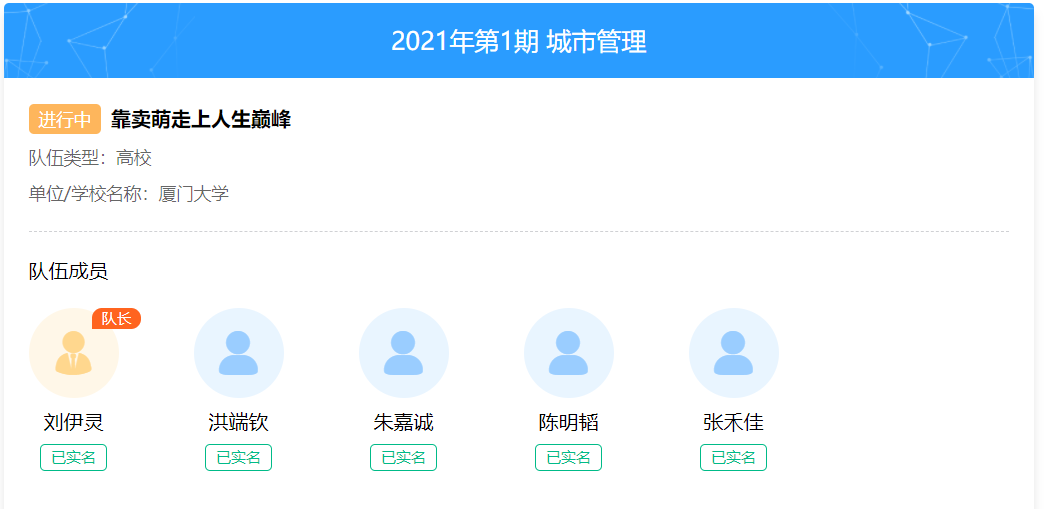 2021年第1期 城市管理
进行中 靠卖萌走上人生巅峰
队伍类型：高校
单位/学校名称：厦门大学
队伍成员
队长
刘伊灵 洪端钦 朱嘉诚 陈明韬 张禾佳
已实名 已实名 已实名 已实名 已实名